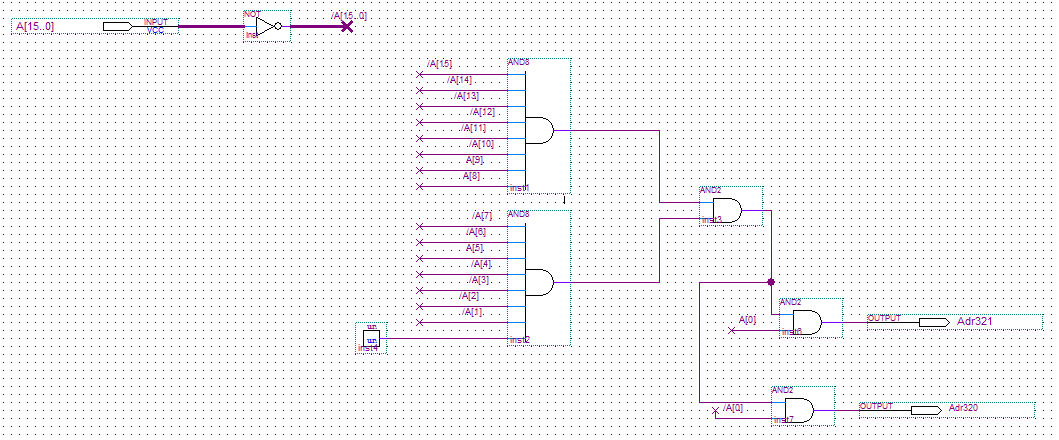 A[15..0]
INPUT
VCC
NOT
inst
/A[15..0]
AND8
/A[15]
/A[14]
/A[13]
/A[12]
/A[11]
/A[10]
A[9]
A[8]
inst1
AND2
inst3
AND8
/A[7]
/A[6]
A[5]
/A[4]
/A[3]
/A[2]
/A[1]
inst2
un
un
inst4
AND2
A[0]
inst6
OUTPUT
Adr321
AND2
/A[0]
inst7
OUTPUT
Adr320